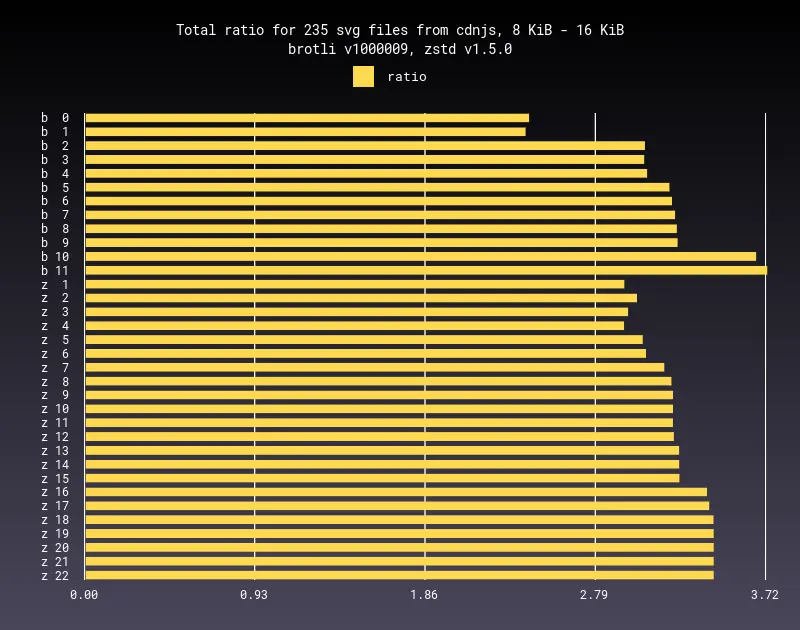 Total ratio for 235 svg files from cdnjs, 8 KiB - 16 KiB
brotli v1000009, zstd v1.5.0
ratio
b 0
b 1
b 2
b 3
b 4
b 5
b 6
b 7
b 8
b 9
b 10
b 11
z 1
z 2
z 3
z 4
z 5
z 6
z 7
z 8
z 9
z 10
z 11
z 12
z 13
z 14
z 15
z 16
z 17
z 18
z 19
z 20
z 21
z 22
0.00 0.93 1.86 2.79 3.72